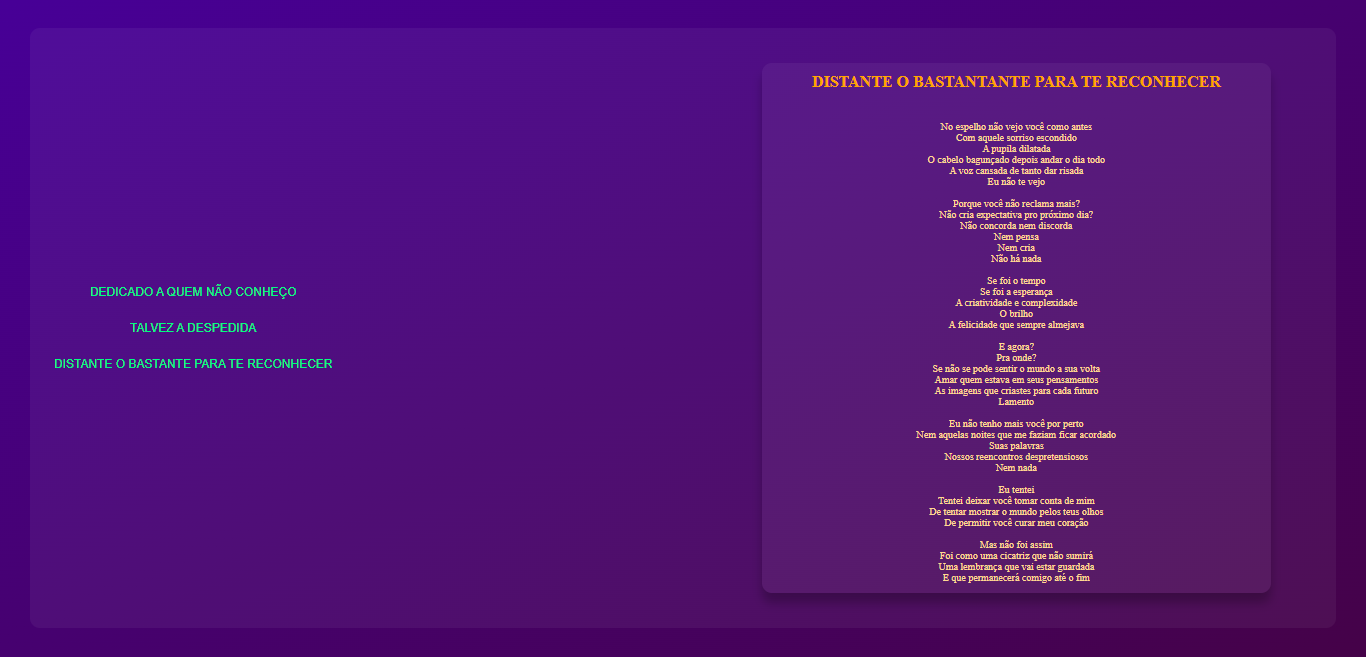 DEDICADO A QUEM NÃO CONHEÇO
TALVEZ A DESPEDIDA
DISTANTE O BASTANTE PARA TE RECONHECER
DISTANTE O BASTANTANTE PARA TE RECONHECER
No espelho não vejo você como antes
Com aquele sorriso escondido
A pupila dilatada
O cabelo bagunçado depois andar o dia todo
A voz cansada de tanto dar risada
Eu não te vejo
Porque você não reclama mais?
Não cria expectativa pro próximo dia?
Não concorda nem discorda
Nem pensa
Nem cria
Não há nada
Se foi o tempo
Se foi a esperança
A criatividade e complexidade
O brilho
A felicidade que sempre almejava
E agora?
Pra onde?
Se não se pode sentir o mundo a sua volta
Amar quem estava em seus pensamentos
As imagens que criastes para cada futuro
Lamento
Eu não tenho mais você por perto
Nem aquelas noites que me faziam ficar acordado
Suas palavras
Nossos reencontros despretensiosos
Nem nada
Eu tentei
Tentei deixar você tomar conta de mim
De tentar mostrar o mundo pelos teus olhos
De permitir você curar meu coração
Mas não foi assim
Foi como uma cicatriz que não sumirá
Uma lembrança que vai estar guardada
E que permanecerá comigo até o fim